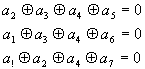 a₂ ⊕ a₃ ⊕ a₄ ⊕ a₅ = 0
a₁ ⊕ a₃ ⊕ a₄ ⊕ a₆ = 0
a₁ ⊕ a₂ ⊕ a₄ ⊕ a₇ = 0